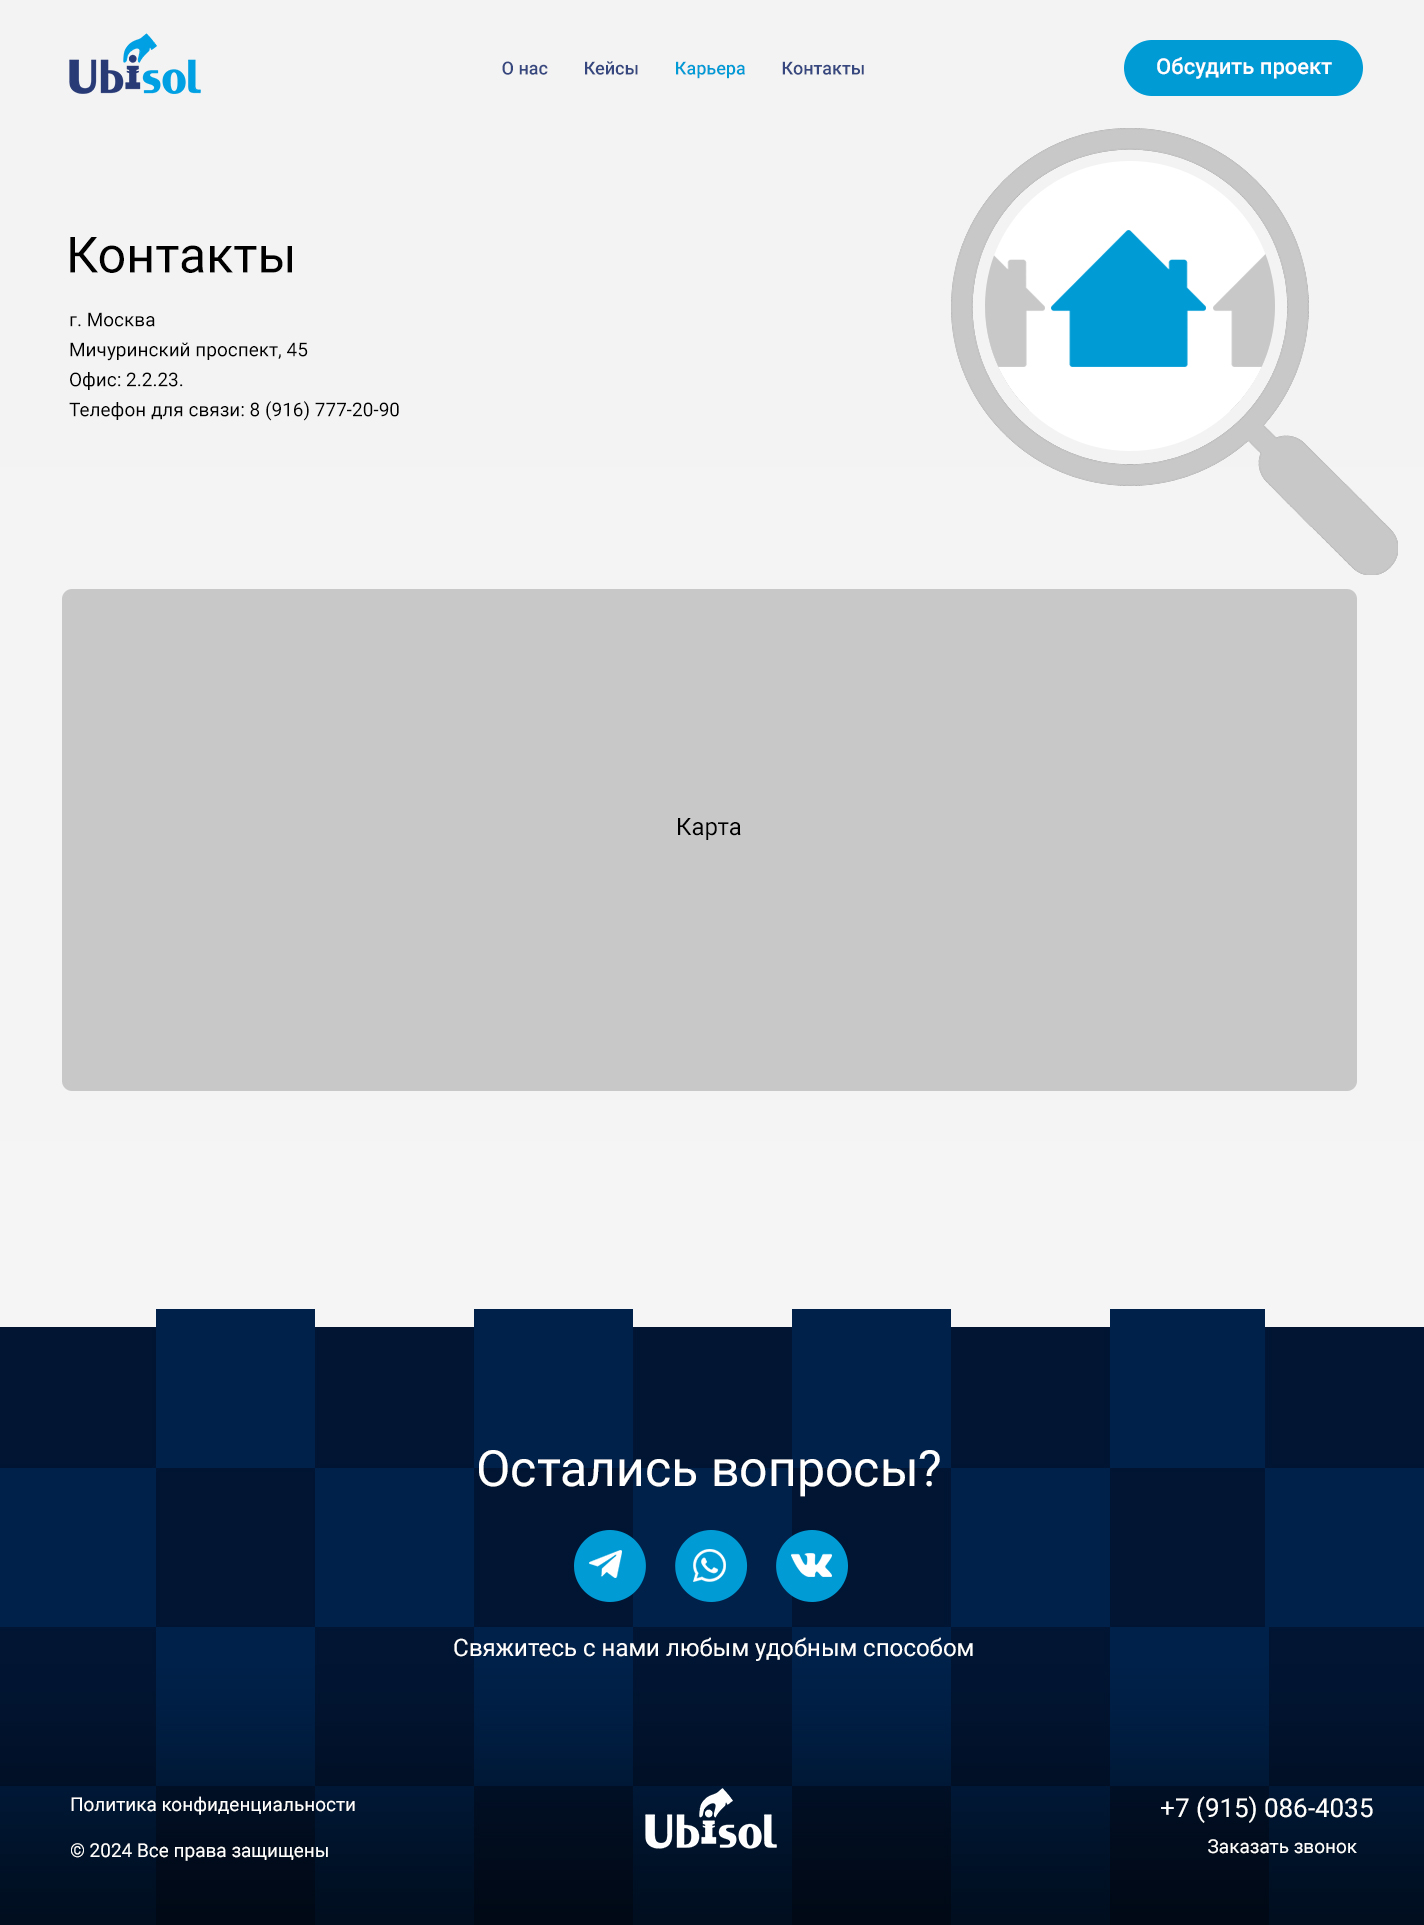 Ubisol
О нас
Кейсы
Карьера
Контакты
Обсудить проект
Контакты
г. Москва
Мичуринский проспект, 45
Офис: 2.2.23.
Телефон для связи: 8 (916) 777-20-90
Карта
Остались вопросы?
Свяжитесь с нами любым удобным способом
Политика конфиденциальности
© 2024 Все права защищены
Ubisol
+7 (915) 086-4035
Заказать звонок